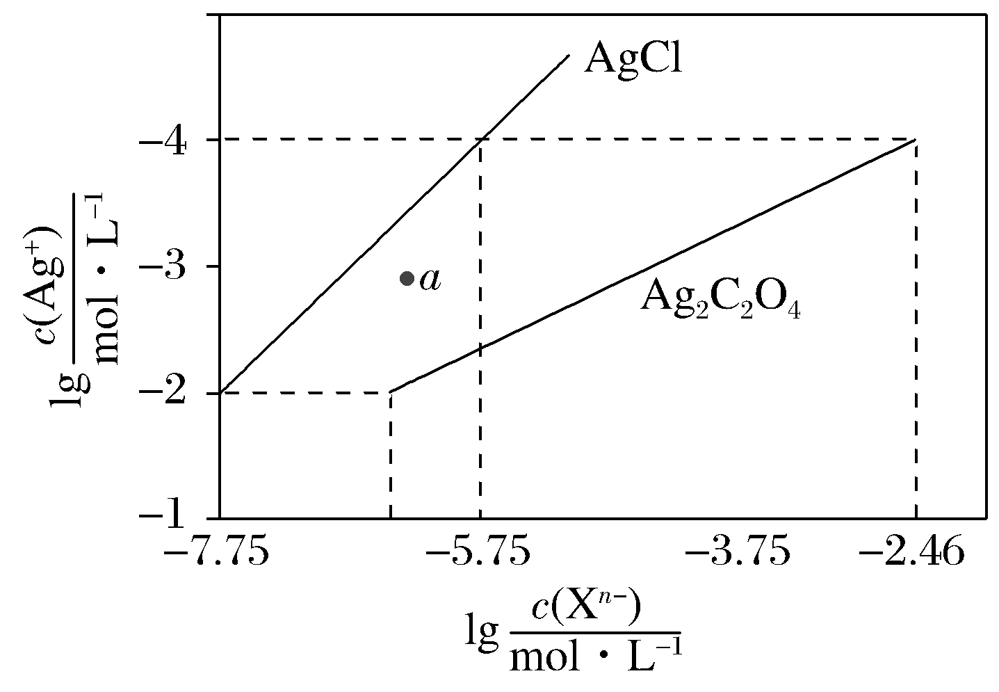 AgCl
−4
−3
−2
−1
a
Ag₂C₂O₄
lg c(Ag⁺)/mol·L⁻¹
−7.75 −5.75 −3.75 −2.46
lg c(Xⁿ⁻)/mol·L⁻¹